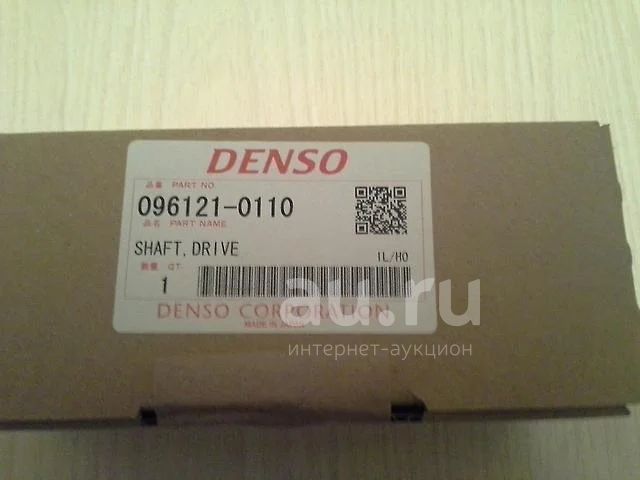 DENSO
品番 PART NO.
096121-0110
品名 PART NAME
SHAFT, DRIVE
1L/HO
数量 QT
1
DENSO CORPORATION
MADE IN JAPAN
au.ru
интернет-аукцион